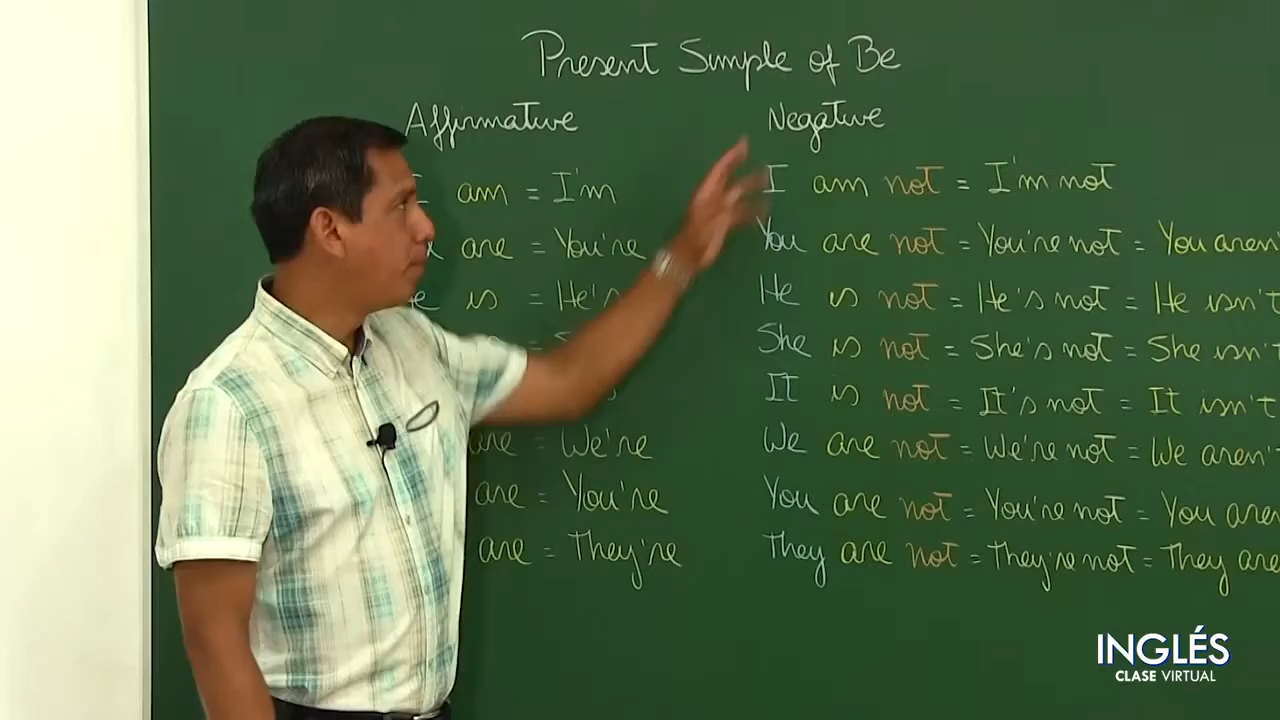 Present Simple of Be
Affirmative Negative
I am = I'm I am not = I'm not
are = You're You are not = You're not = You aren'
is = He's He is not = He's not = He isn't
She is not = She's not = She isn't
It is not = It's not = It isn't
are = We're We are not = We're not = We aren'
are = You're You are not = You're not = You aren
are = They're They are not = They're not = They are
INGLÉS
CLASE VIRTUAL